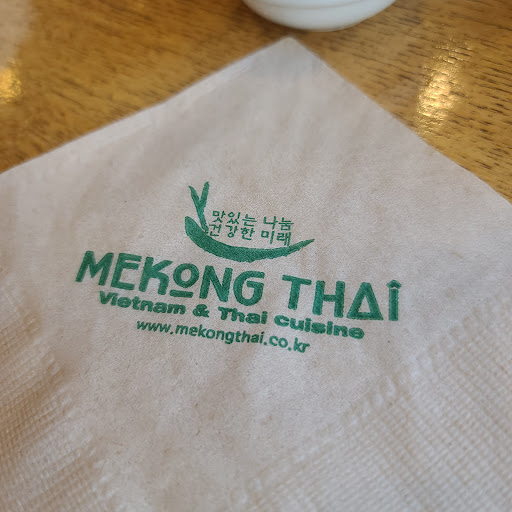 맛있는 나눔
건강한 미래
MEKONG THAI
Vietnam & Thai cuisine
www.mekongthai.co.kr